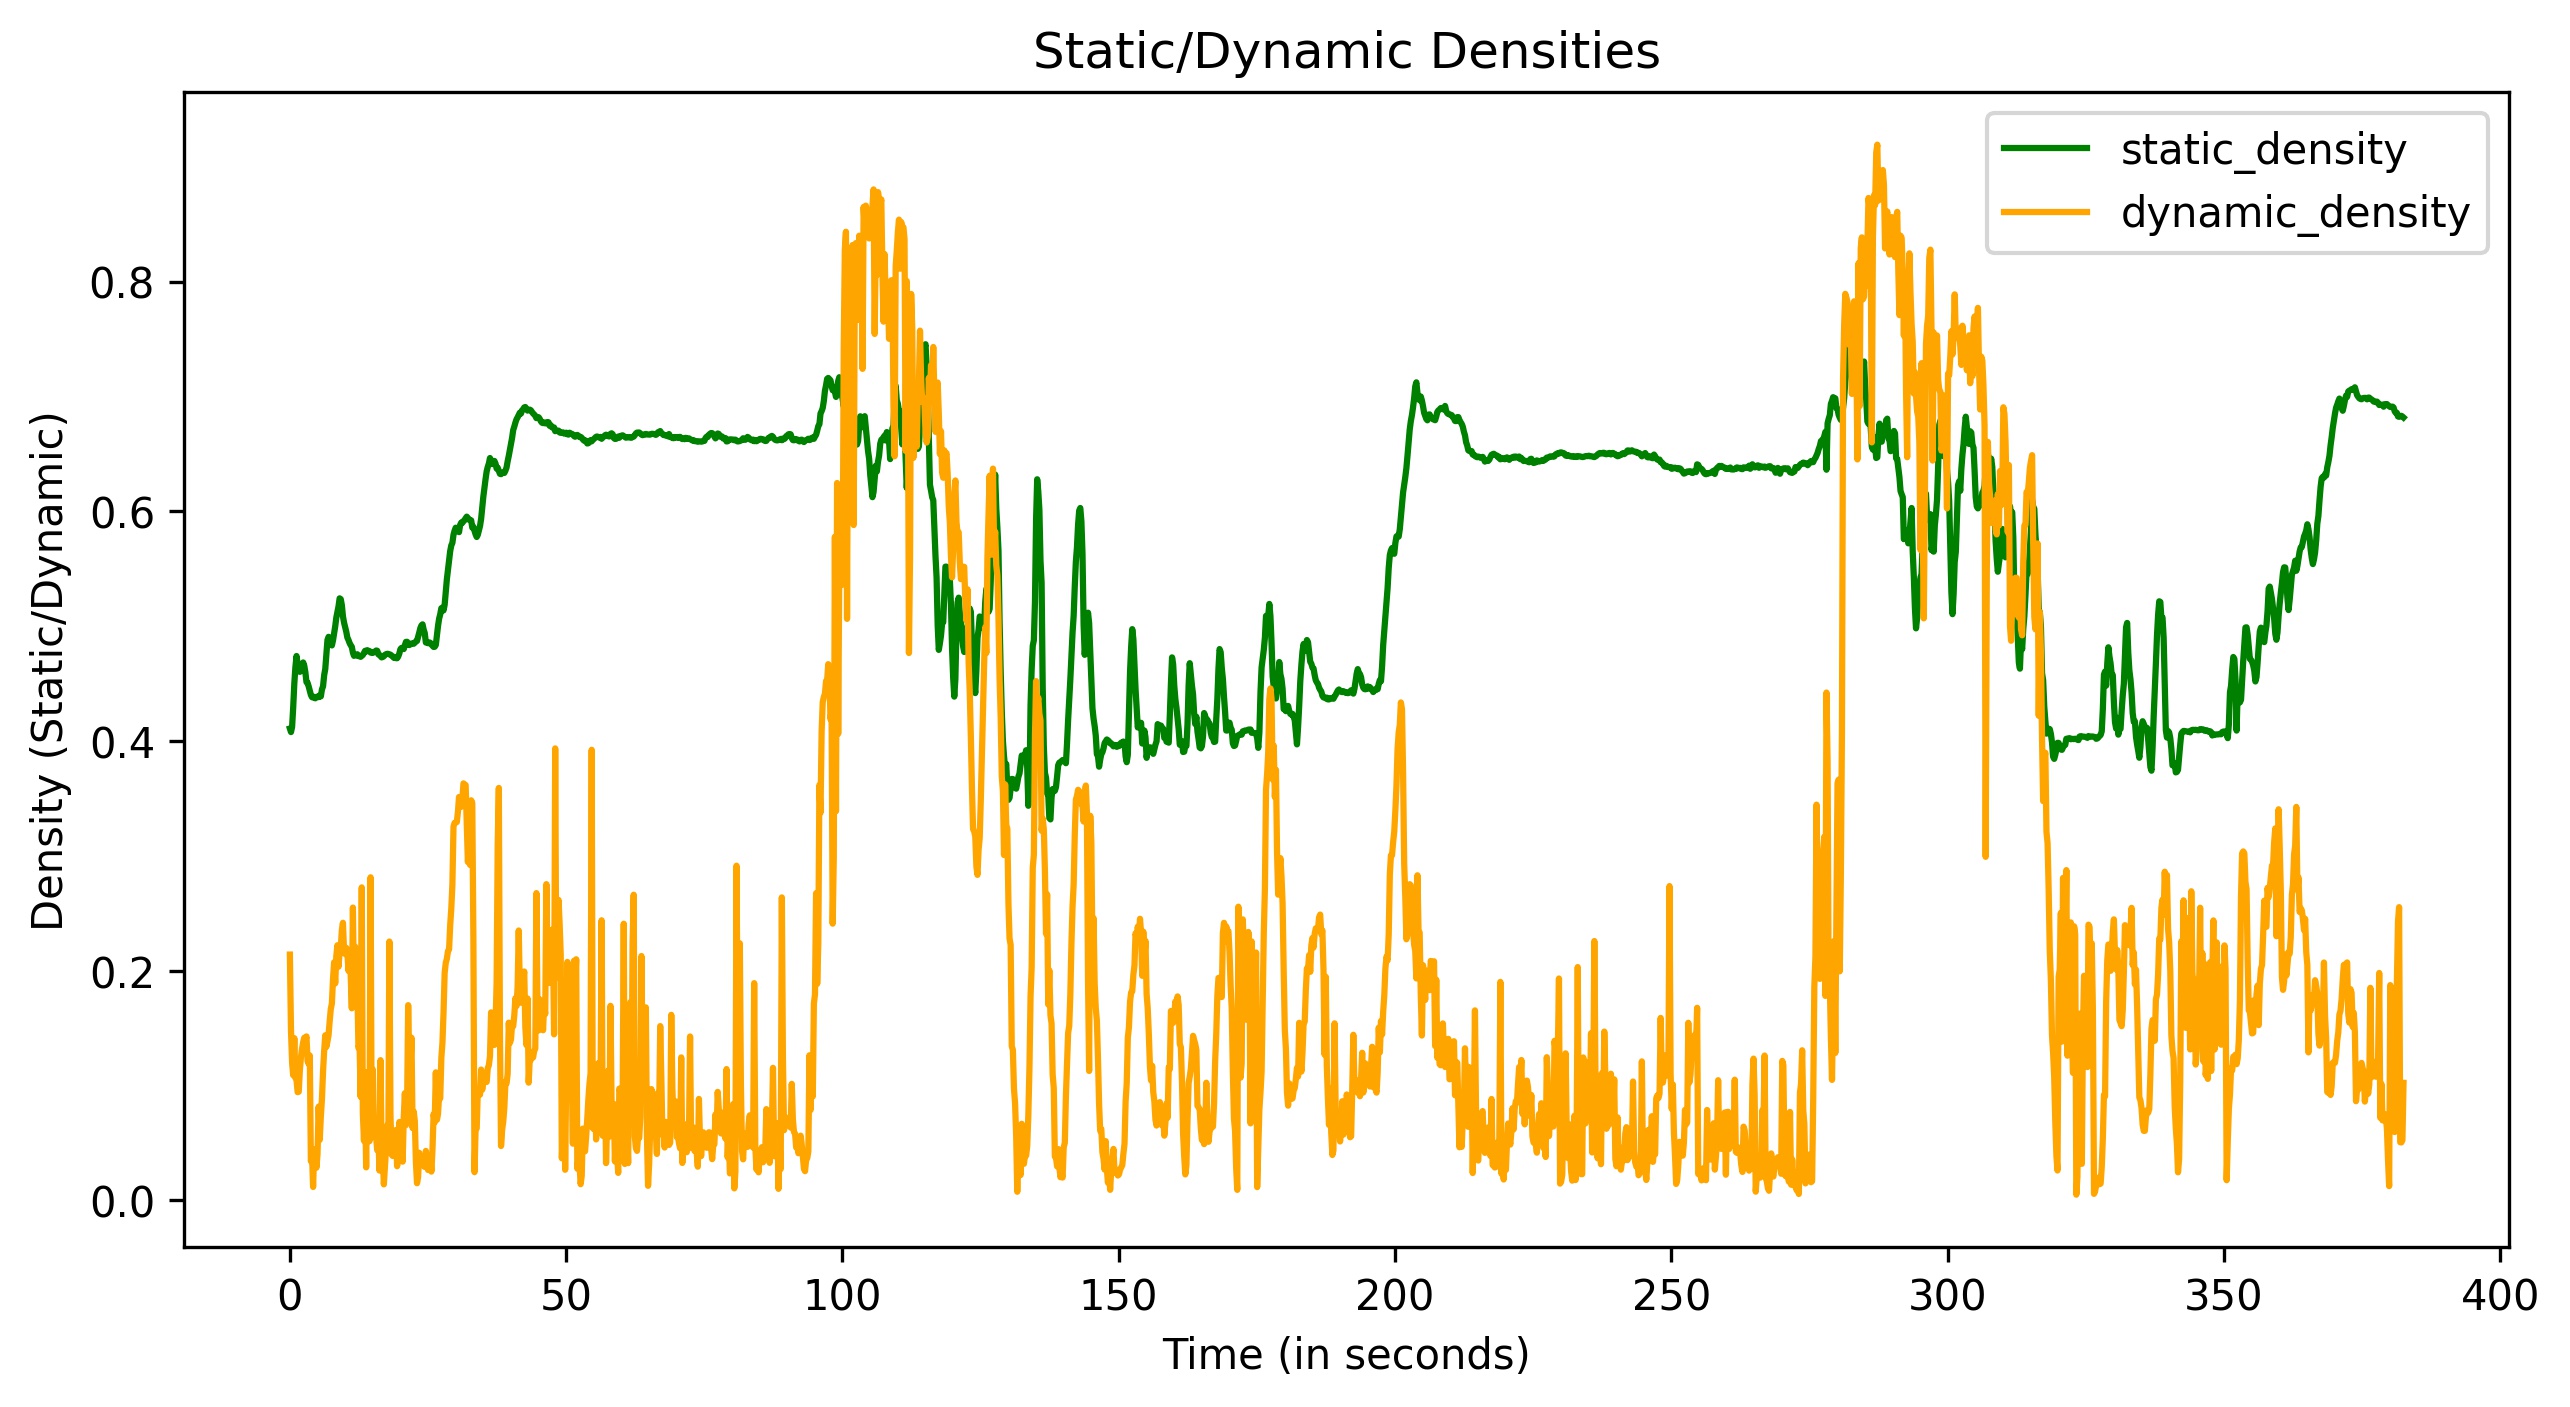 Static/Dynamic Densities
static_density
dynamic_density
Density (Static/Dynamic)
0.8
0.6
0.4
0.2
0.0
0 50 100 150 200 250 300 350 400
Time (in seconds)